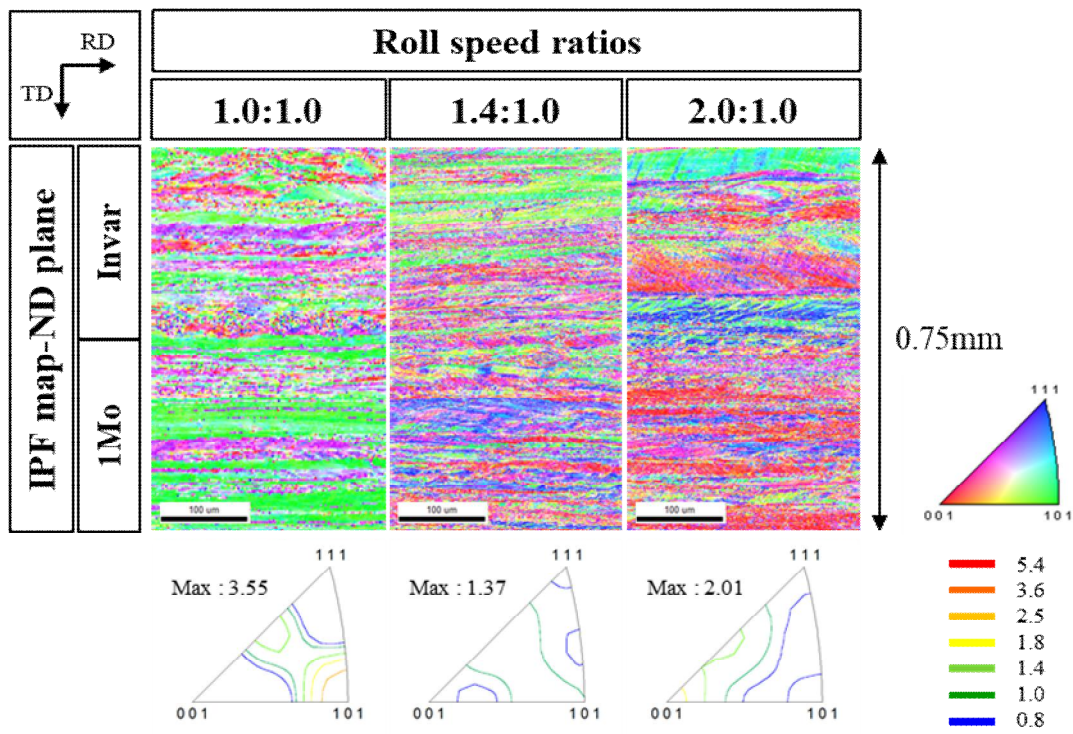 RD
TD
Roll speed ratios
1.0:1.0
1.4:1.0
2.0:1.0
IPF map-ND plane
Invar
1Mo
100 um
100 um
100 um
0.75mm
111
001
101
Max : 3.55
111
001
101
Max : 1.37
111
001
101
Max : 2.01
111
001
101
5.4
3.6
2.5
1.8
1.4
1.0
0.8